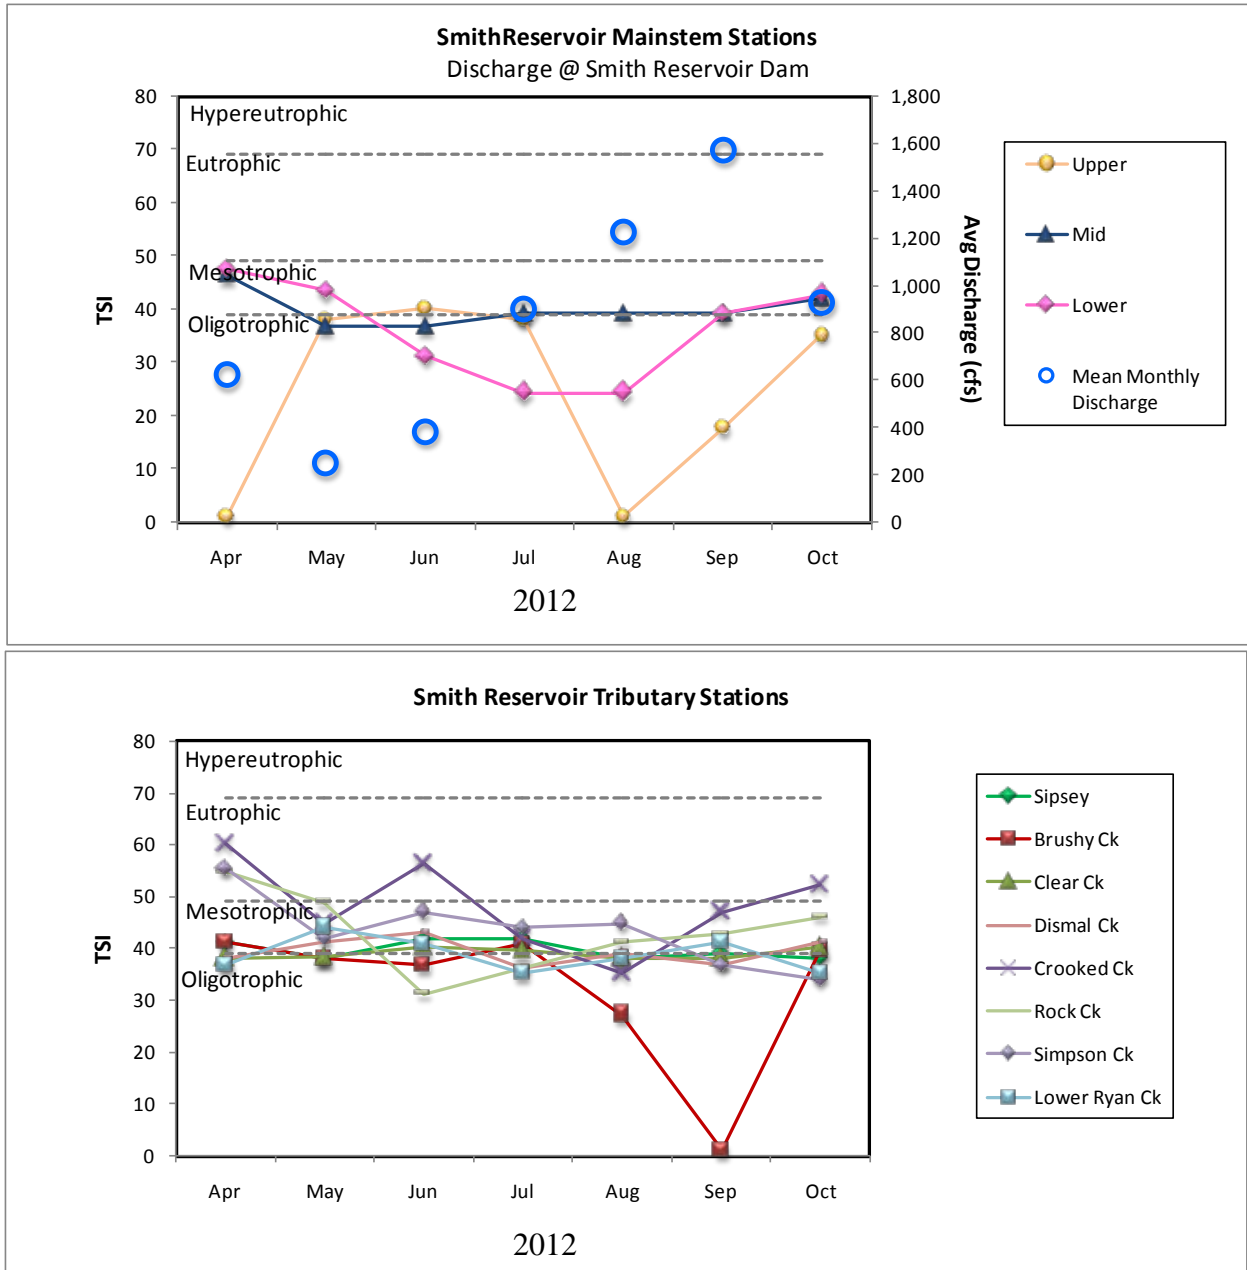 SmithReservoir Mainstem Stations
Discharge @ Smith Reservoir Dam
80
70
60
50
40
30
20
10
0
TSI
Hypereutrophic
Eutrophic
Mesotrophic
Oligotrophic
1,800
1,600
1,400
1,200
1,000
800
600
400
200
0
Avg Discharge (cfs)
Apr May Jun Jul Aug Sep Oct
2012
Upper
Mid
Lower
Mean Monthly
Discharge
Smith Reservoir Tributary Stations
80
70
60
50
40
30
20
10
0
TSI
Hypereutrophic
Eutrophic
Mesotrophic
Oligotrophic
Apr May Jun Jul Aug Sep Oct
2012
Sipsey
Brushy Ck
Clear Ck
Dismal Ck
Crooked Ck
Rock Ck
Simpson Ck
Lower Ryan Ck